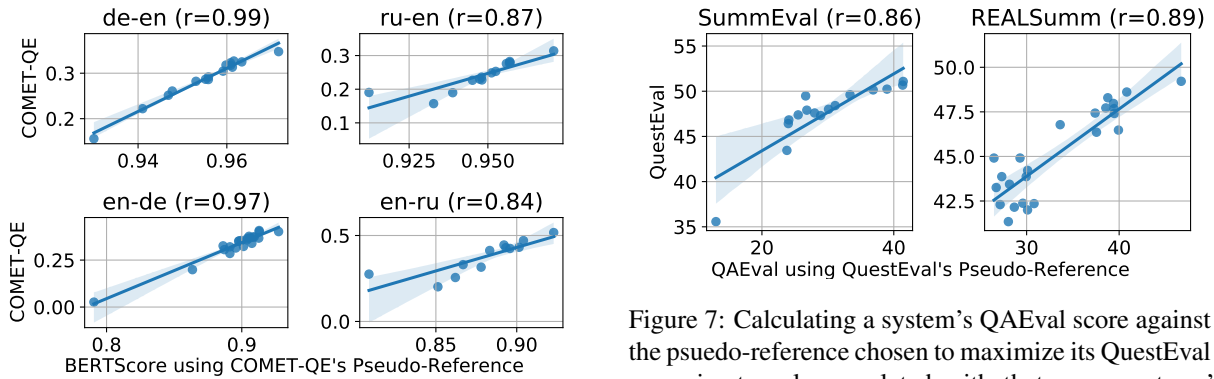 de-en (r=0.99)
COMET-QE
0.3
0.2
0.94
0.96
ru-en (r=0.87)
0.3
0.2
0.1
0.925
0.950
en-de (r=0.97)
COMET-QE
0.25
0.00
0.8
0.9
en-ru (r=0.84)
0.5
0.0
0.85
0.90
BERTScore using COMET-QE's Pseudo-Reference
SummEval (r=0.86)
QuestEval
55
50
45
40
35
20
40
REALSumm (r=0.89)
50.0
47.5
45.0
42.5
30
40
QAEval using QuestEval's Pseudo-Reference
Figure 7: Calculating a system's QAEval score against
the psuedo-reference chosen to maximize its QuestEval